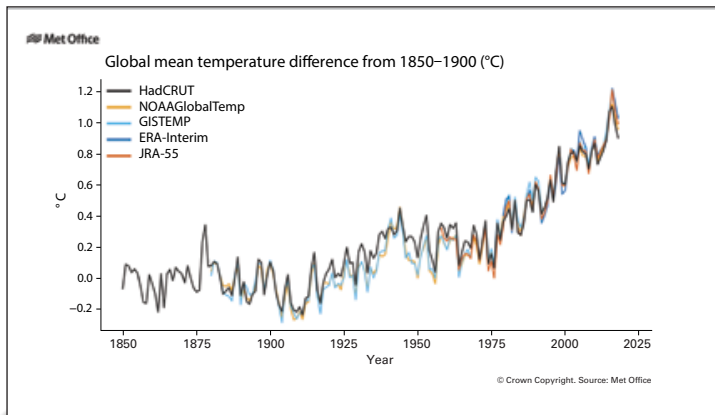 Met Office
Global mean temperature difference from 1850–1900 (°C)
HadCRUT
NOAAGlobalTemp
GISTEMP
ERA-Interim
JRA-55
1.2
1.0
0.8
0.6
0.4
0.2
0.0
−0.2
°C
1850 1875 1900 1925 1950 1975 2000 2025
Year
© Crown Copyright. Source: Met Office